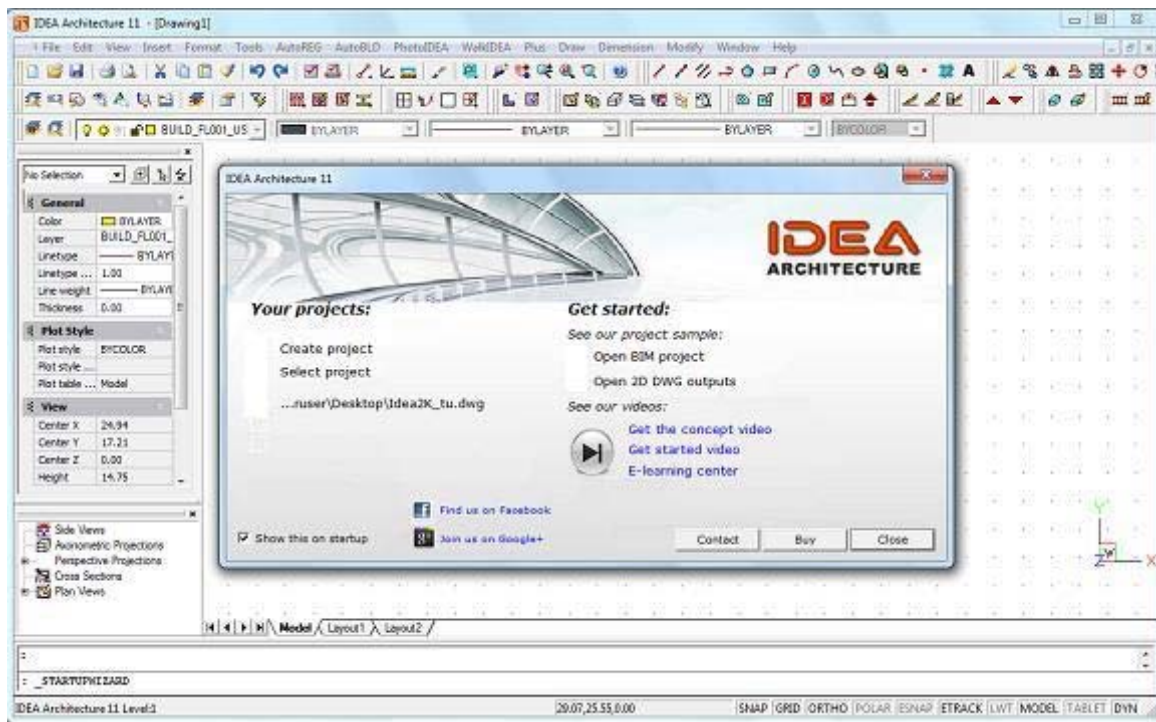 IDEA Architecture 11 - [Drawing1]
File Edit View Insert Format Tools AutoREG AutoBLD PhotoIDEA WalkIDEA Plus Draw Dimension Modify Window Help
BUILD_FL001_US BYLAYER BYLAYER BYLAYER BYCOLOR
No Selection
General
Color BYLAYER
Layer BUILD_FL001_
Linetype BYLAY
Linetype ... 1.00
Line weight BYLAY
Thickness 0.00
Plot Style
Plot style BYCOLOR
Plot style ...
Plot table ... Model
View
Center X 24.94
Center Y 17.21
Center Z 0.00
Height 14.75
Side Views
Axonometric Projections
Perspective Projections
Cross Sections
Plan Views
IDEA Architecture 11
IDEA
ARCHITECTURE
Your projects:
Create project
Select project
...ruser\Desktop\Idea2K_tu.dwg
Get started:
See our project sample:
Open BIM project
Open 2D DWG outputs
See our videos:
Get the concept video
Get started video
E-learning center
Find us on Facebook
Join us on Google+
Show this on startup
Contact Buy Close
Y
W
Z X
Model Layout1 Layout2
:
: _STARTUPWIZARD
IDEA Architecture 11 Level:1 29.07,25.55,0.00 SNAP GRID ORTHO POLAR ESNAP ETRACK LWT MODEL TABLET DYN